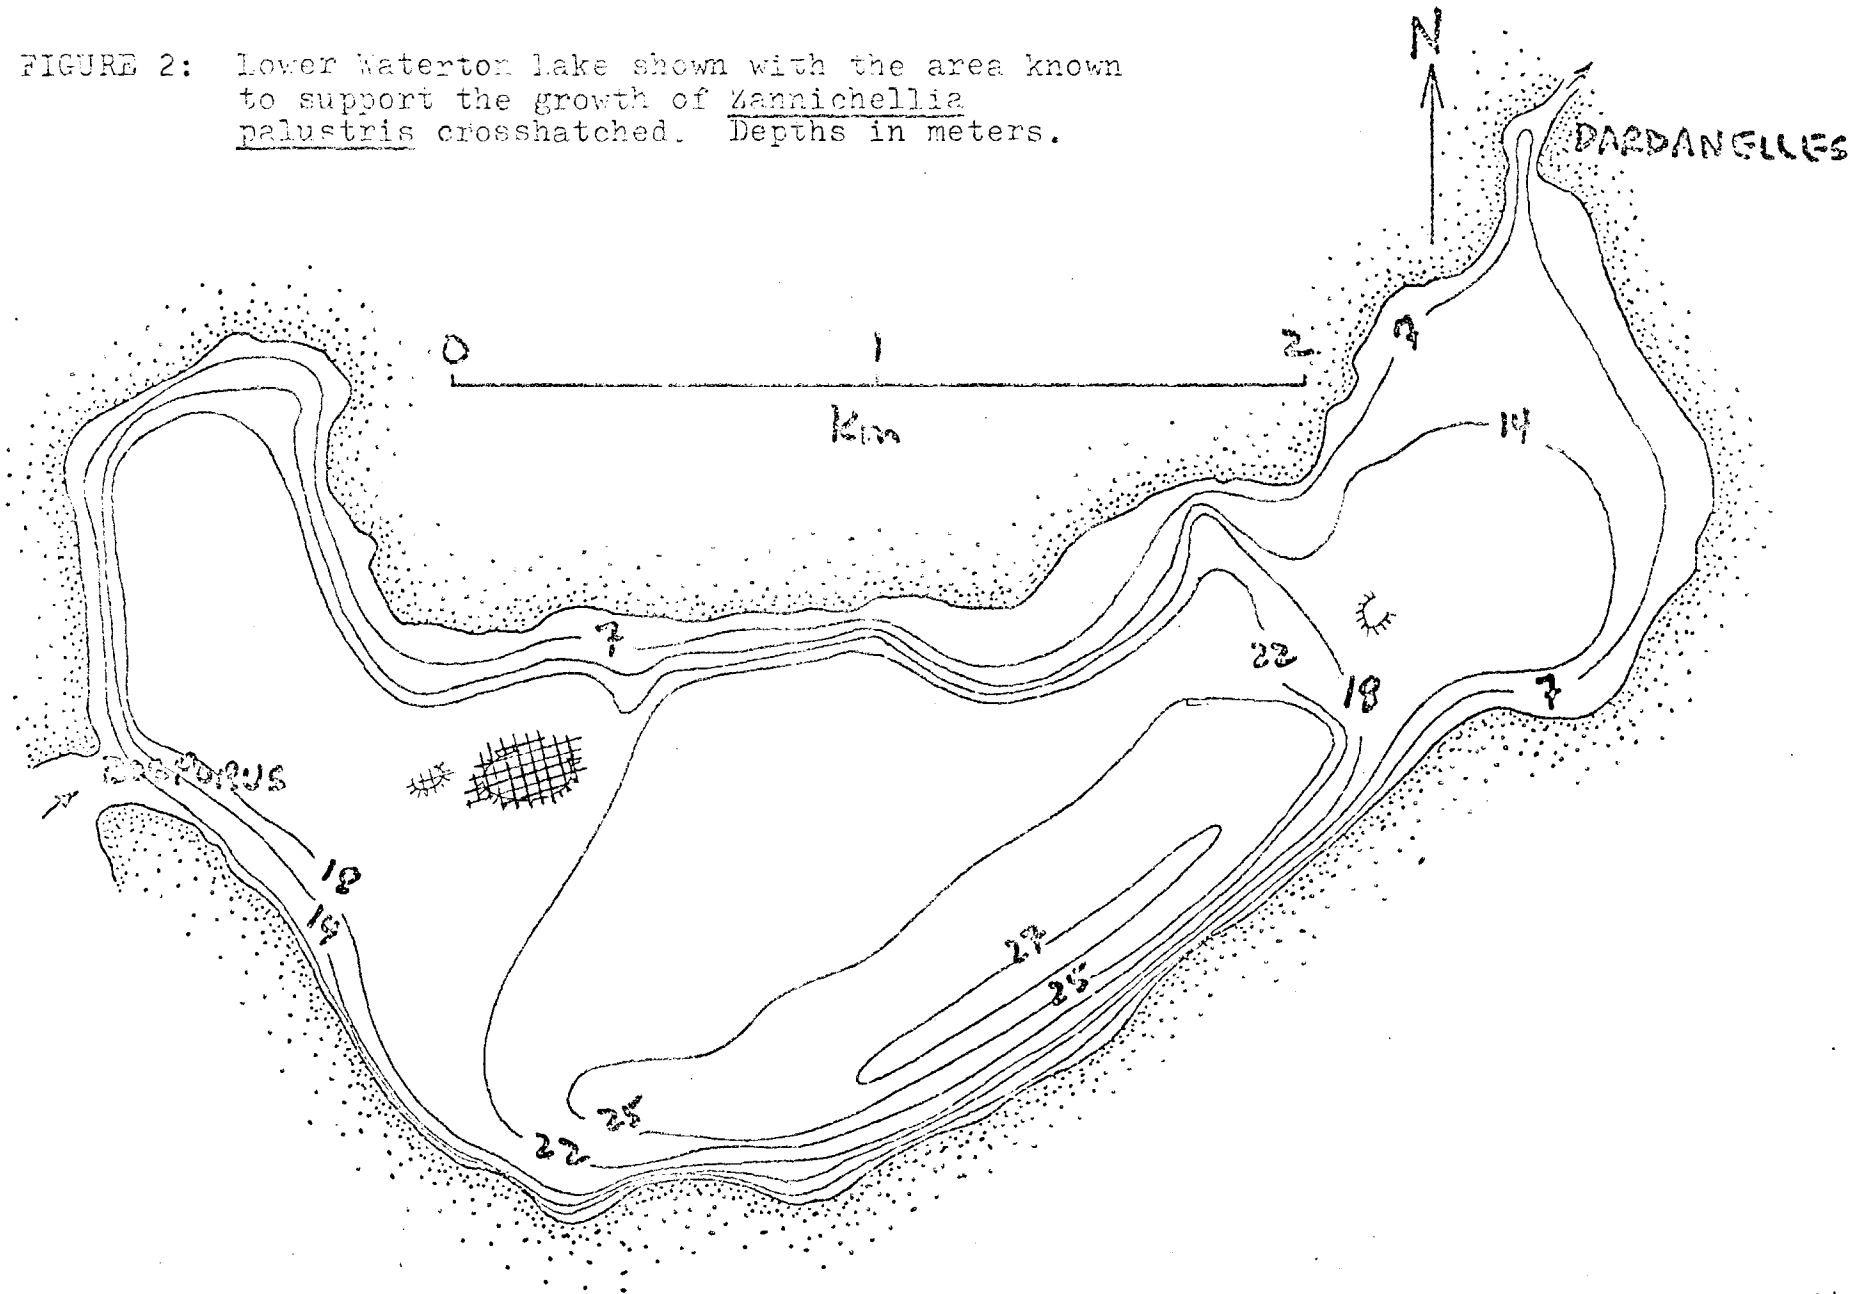 FIGURE 2: Lower Waterton Lake shown with the area known
to support the growth of Zannichellia
palustris crosshatched. Depths in meters.
N
DARDANELLES
0 1 2
Km
7
14
7
22
18
7
BOSPORUS
18
14
27
25
25
22